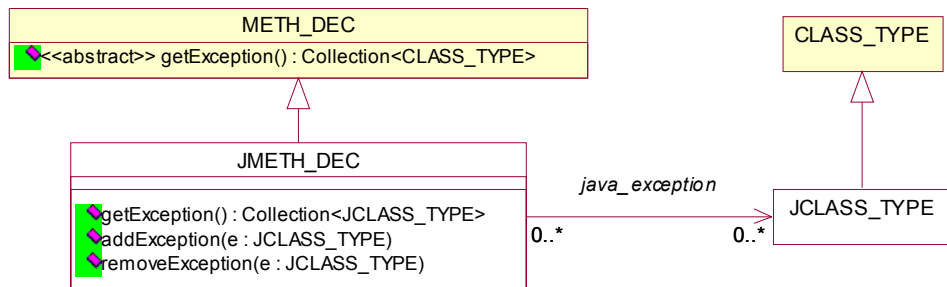 METH_DEC
<<abstract>> getException() : Collection<CLASS_TYPE>
CLASS_TYPE
JMETH_DEC
getException() : Collection<JCLASS_TYPE>
addException(e : JCLASS_TYPE)
removeException(e : JCLASS_TYPE)
java_exception
0..*
0..*
JCLASS_TYPE